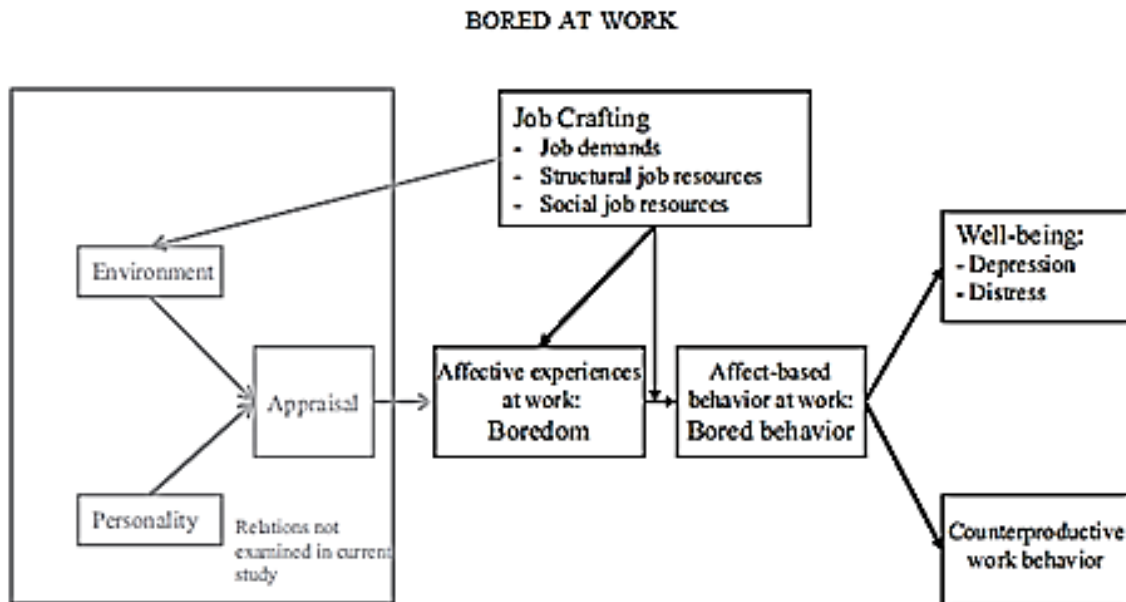 BORED AT WORK
Job Crafting
- Job demands
- Structural job resources
- Social job resources
Environment
Appraisal
Personality
Relations not
examined in current
study
Affective experiences
at work:
Boredom
Affect-based
behavior at work:
Bored behavior
Well-being:
- Depression
- Distress
Counterproductive
work behavior